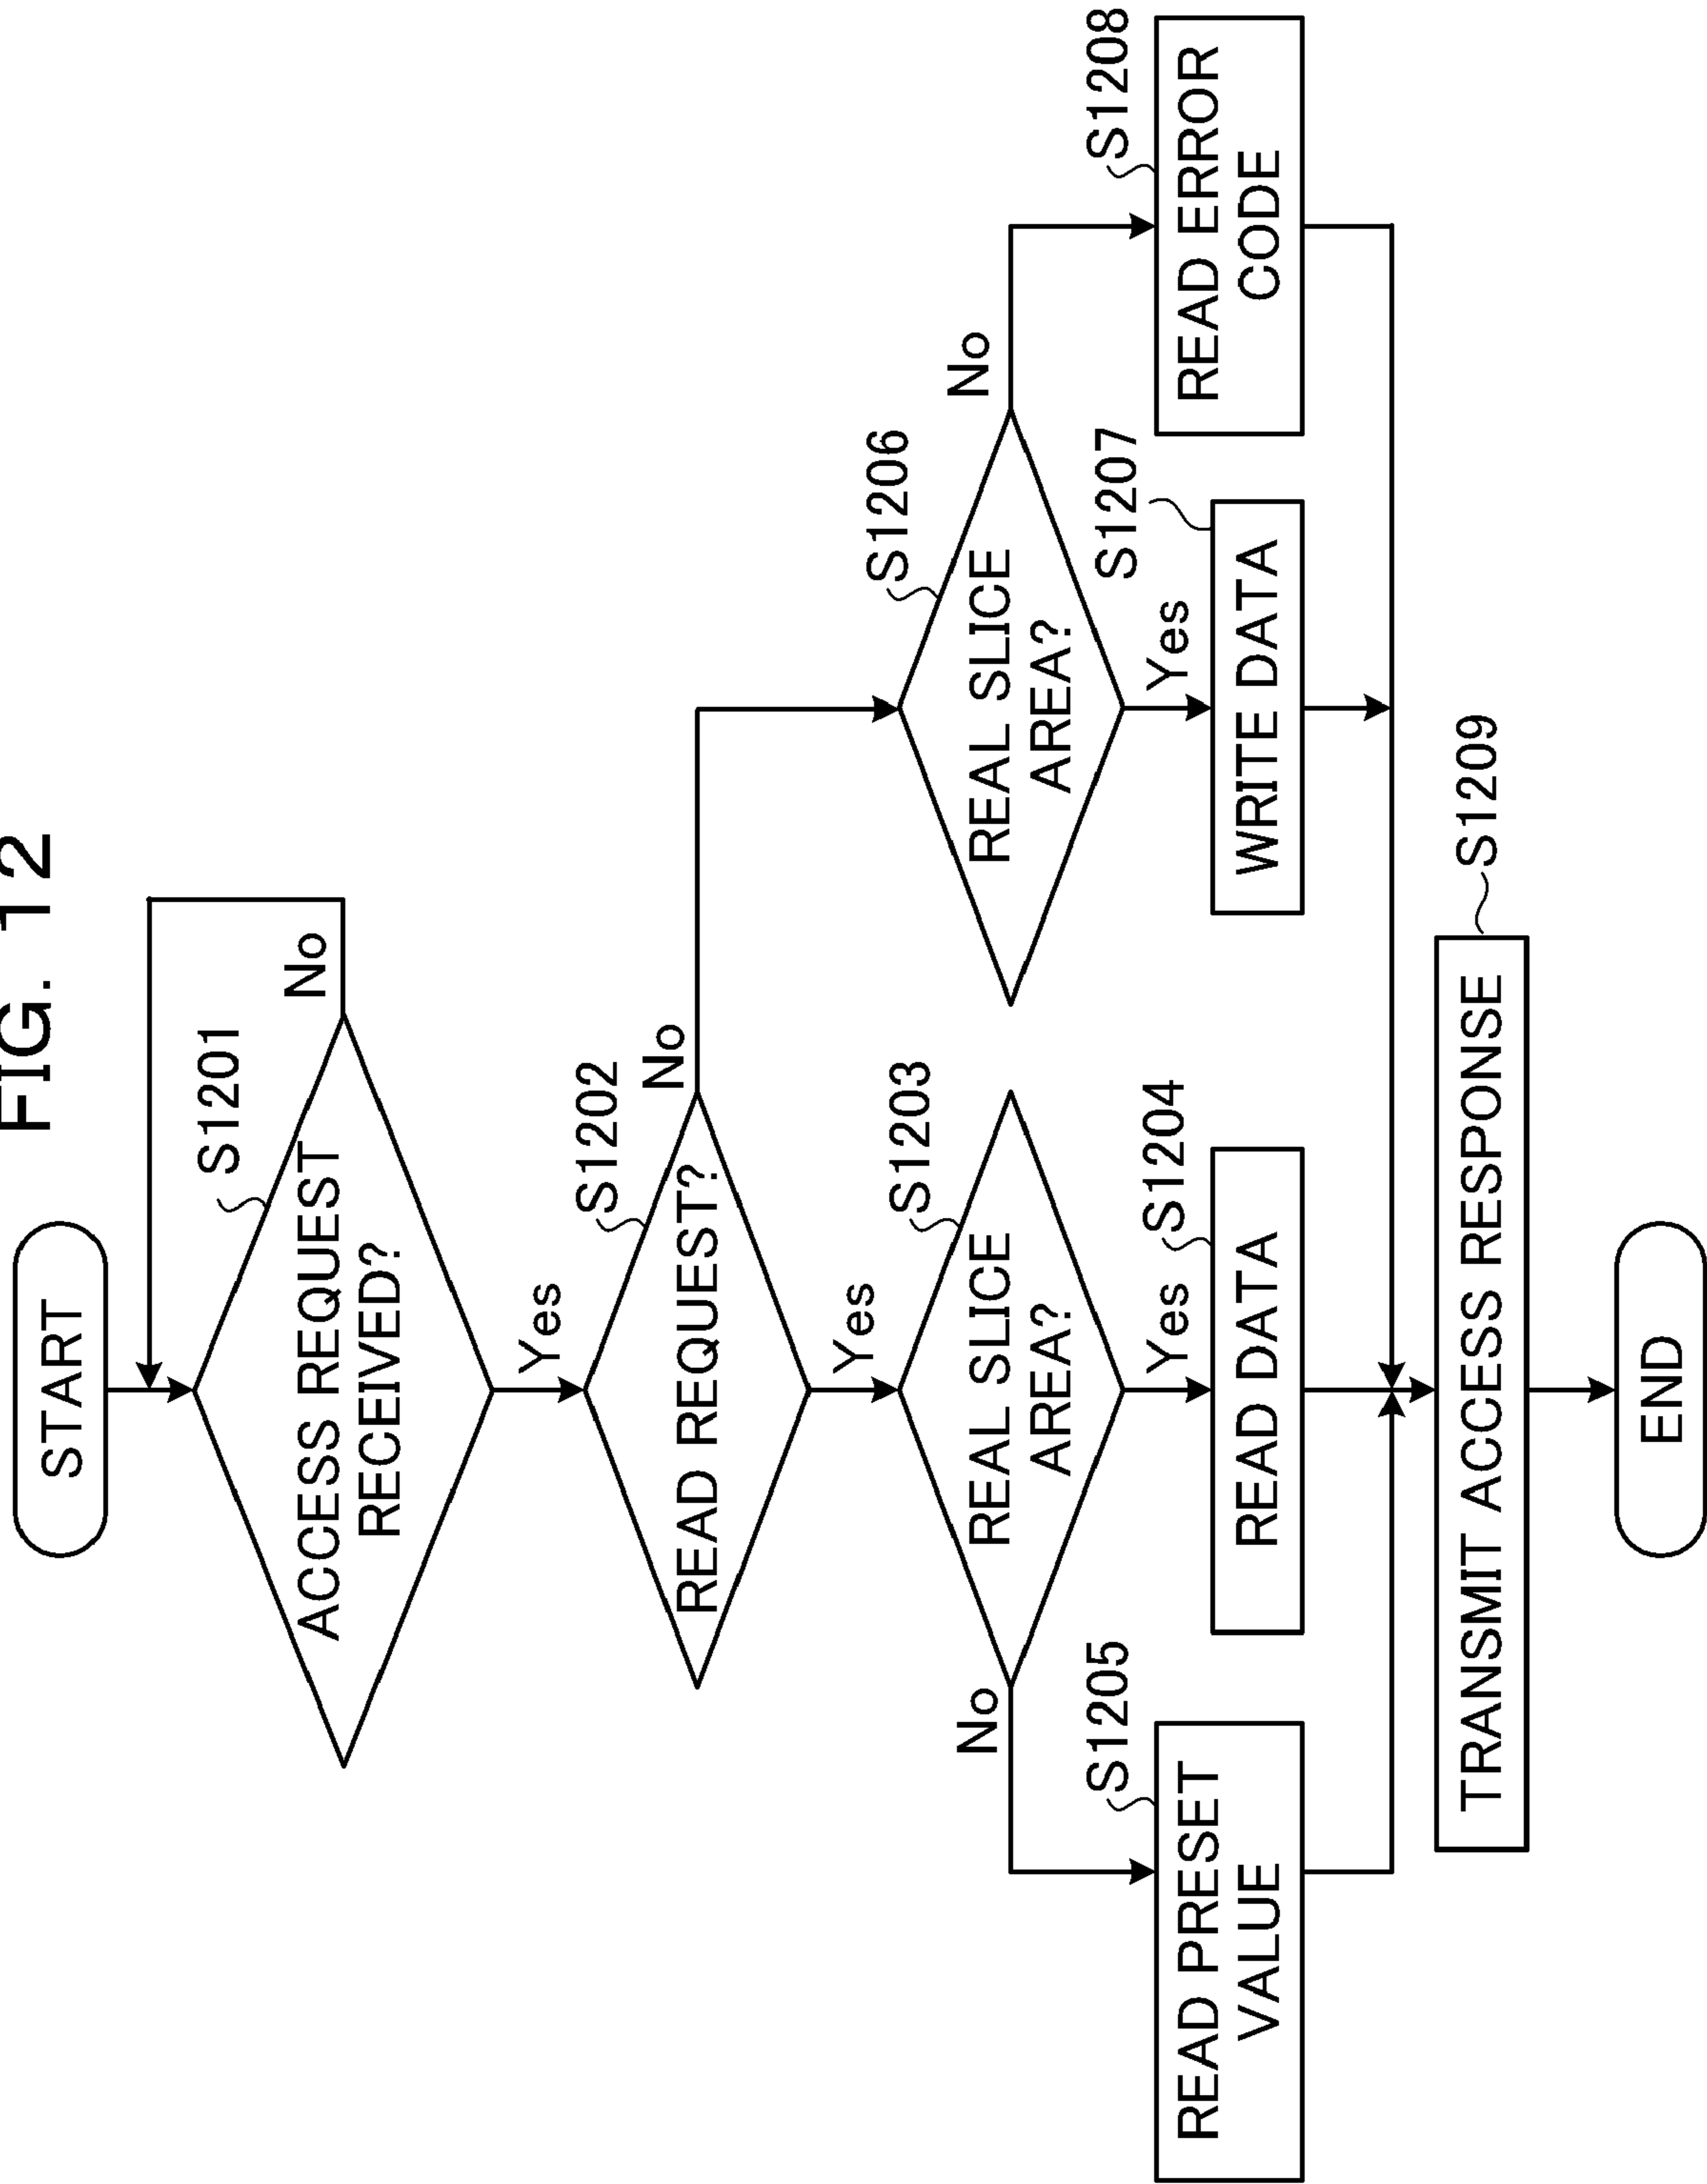 FIG. 12
START
S1201
ACCESS REQUEST
RECEIVED?
No
Yes
S1202
READ REQUEST?
No
Yes
S1203
REAL SLICE
AREA?
No
Yes
S1206
REAL SLICE
AREA?
No
Yes
S1205
READ PRESET
VALUE
S1204
READ DATA
S1207
WRITE DATA
S1208
READ ERROR
CODE
S1209
TRANSMIT ACCESS RESPONSE
END